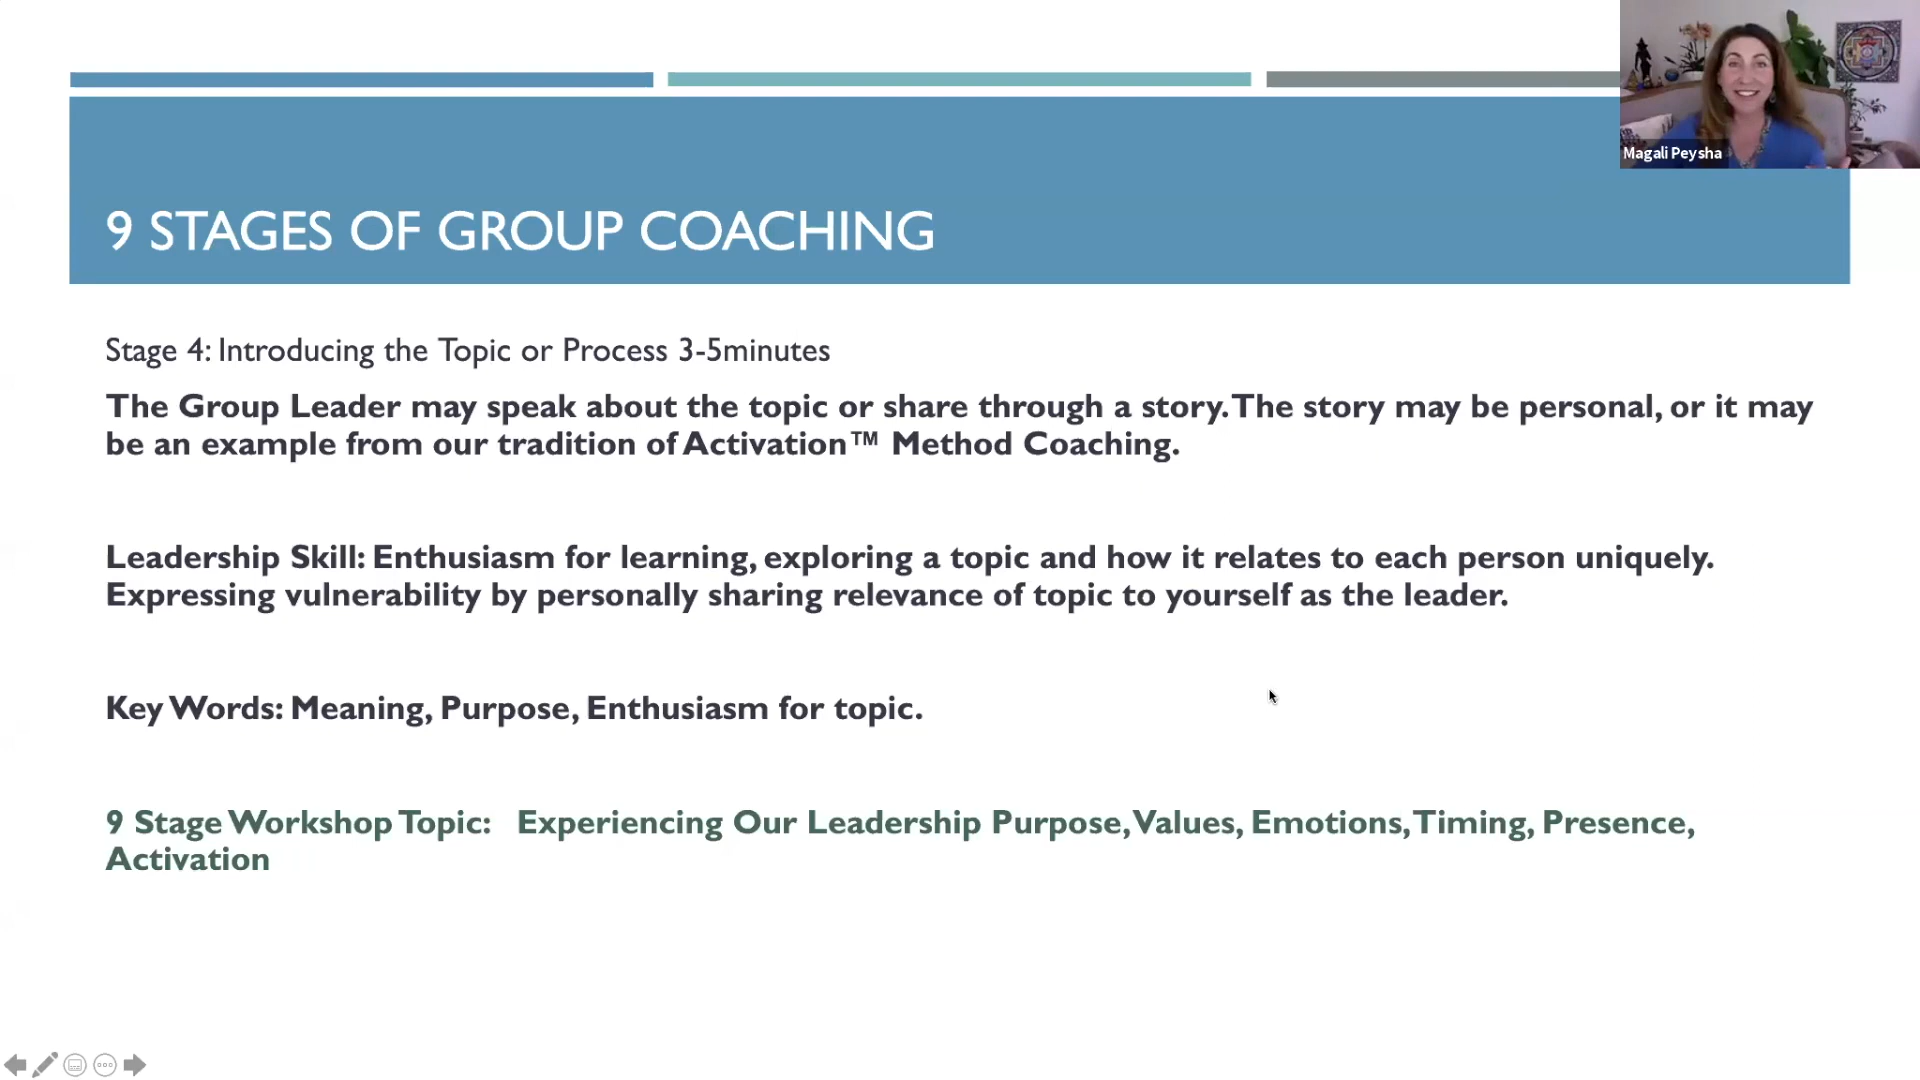 Magali Peysha
9 STAGES OF GROUP COACHING
Stage 4: Introducing the Topic or Process 3-5minutes
The Group Leader may speak about the topic or share through a story. The story may be personal, or it may
be an example from our tradition of Activation™ Method Coaching.
Leadership Skill: Enthusiasm for learning, exploring a topic and how it relates to each person uniquely.
Expressing vulnerability by personally sharing relevance of topic to yourself as the leader.
Key Words: Meaning, Purpose, Enthusiasm for topic.
9 Stage Workshop Topic: Experiencing Our Leadership Purpose, Values, Emotions, Timing, Presence,
Activation